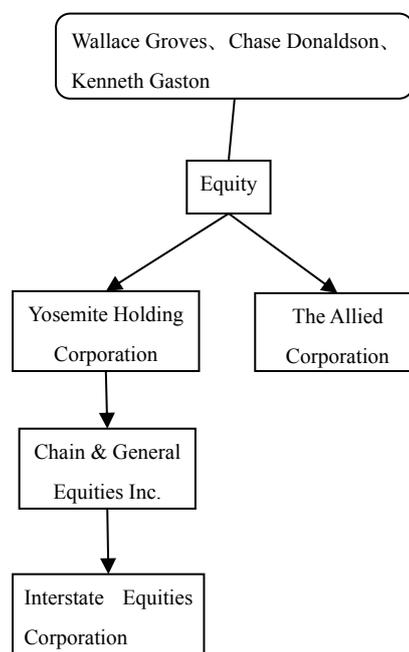 Wallace Groves、Chase Donaldson、
Kenneth Gaston
Equity
Yosemite Holding
Corporation
The Allied
Corporation
Chain & General
Equities Inc.
Interstate Equities
Corporation